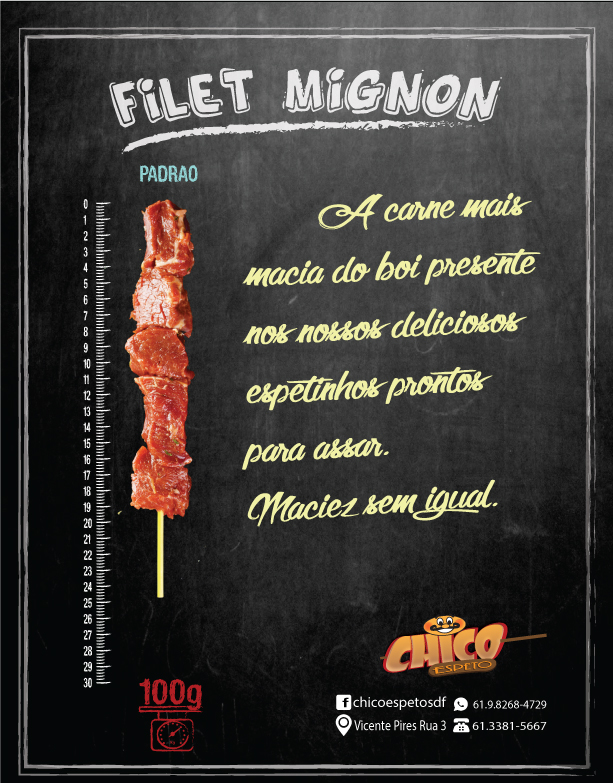 FiLET MiGNON
PADRAO
0
1
2
3
4
5
6
7
8
9
10
11
12
13
14
15
16
17
18
19
20
21
22
23
24
25
26
27
28
29
30
A carne mais
macia do boi presente
nos nossos deliciosos
espetinhos prontos
para assar.
Maciez sem igual.
CHICO
ESPETO
100g
chicoespetosdf 61.9.8268-4729
Vicente Pires Rua 3 61.3381-5667